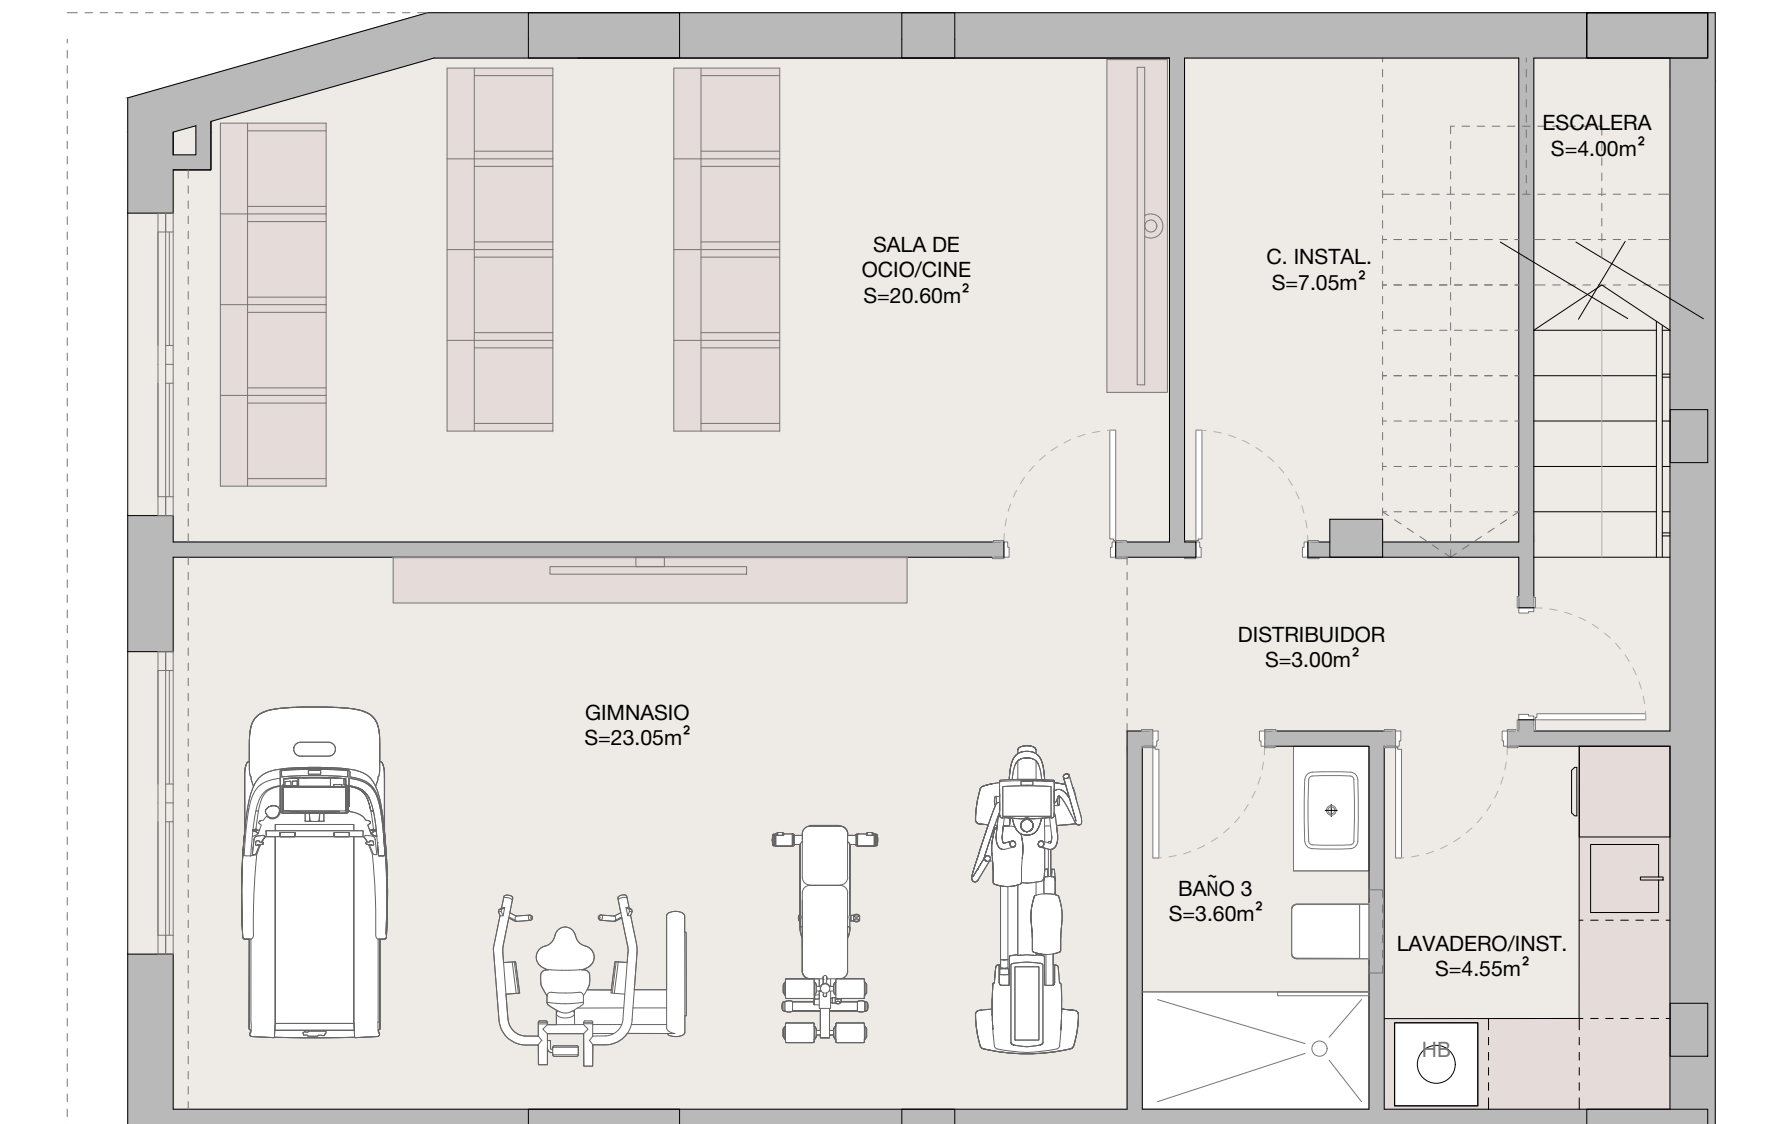 ESCALERA
S=4.00m²
SALA DE
OCIO/CINE
S=20.60m²
C. INSTAL.
S=7.05m²
DISTRIBUIDOR
S=3.00m²
GIMNASIO
S=23.05m²
BAÑO 3
S=3.60m²
LAVADERO/INST.
S=4.55m²
HB